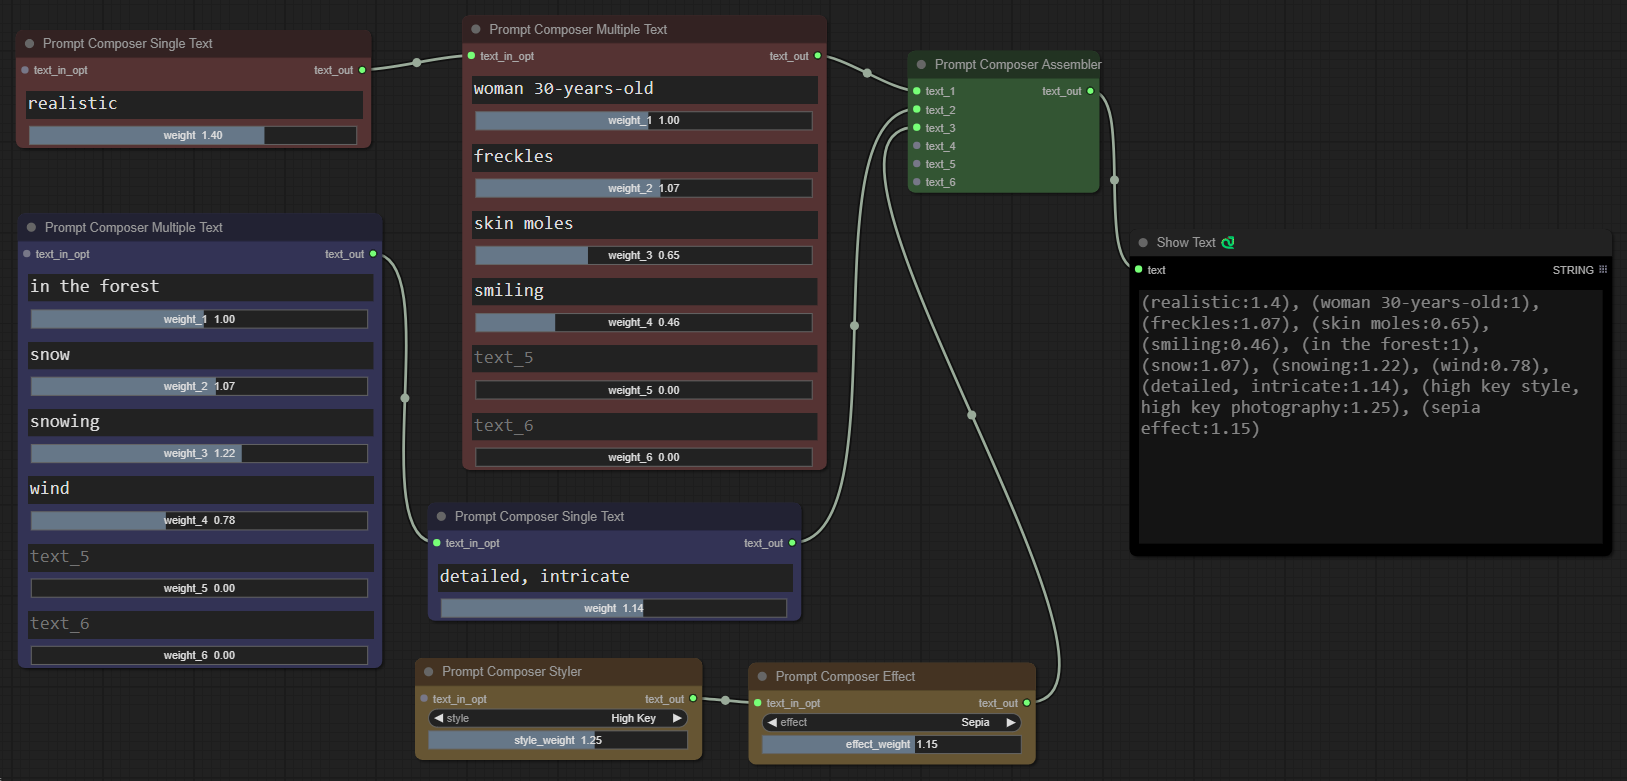 Prompt Composer Single Text
text_in_opt text_out
realistic
weight 1.40
Prompt Composer Multiple Text
text_in_opt text_out
woman 30-years-old
weight_1 1.00
freckles
weight_2 1.07
skin moles
weight_3 0.65
smiling
weight_4 0.46
text_5
weight_5 0.00
text_6
weight_6 0.00
Prompt Composer Assembler
text_1 text_out
text_2
text_3
text_4
text_5
text_6
Prompt Composer Multiple Text
text_in_opt text_out
in the forest
weight_1 1.00
snow
weight_2 1.07
snowing
weight_3 1.22
wind
weight_4 0.78
text_5
weight_5 0.00
text_6
weight_6 0.00
Prompt Composer Single Text
text_in_opt text_out
detailed, intricate
weight 1.14
Prompt Composer Styler
text_in_opt text_out
style High Key
style_weight 1.25
Prompt Composer Effect
text_in_opt text_out
effect Sepia
effect_weight 1.15
Show Text
text STRING
(realistic:1.4), (woman 30-years-old:1),
(freckles:1.07), (skin moles:0.65),
(smiling:0.46), (in the forest:1),
(snow:1.07), (snowing:1.22), (wind:0.78),
(detailed, intricate:1.14), (high key style,
high key photography:1.25), (sepia
effect:1.15)